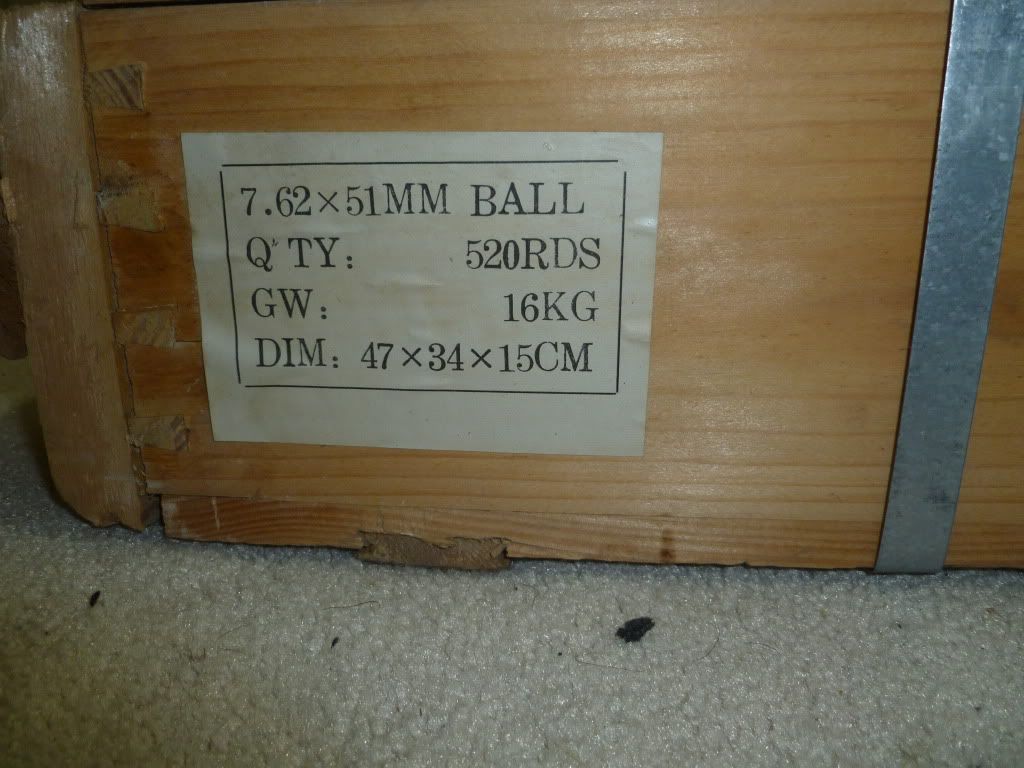 7.62×51MM BALL
Q'TY: 520RDS
GW: 16KG
DIM: 47×34×15CM